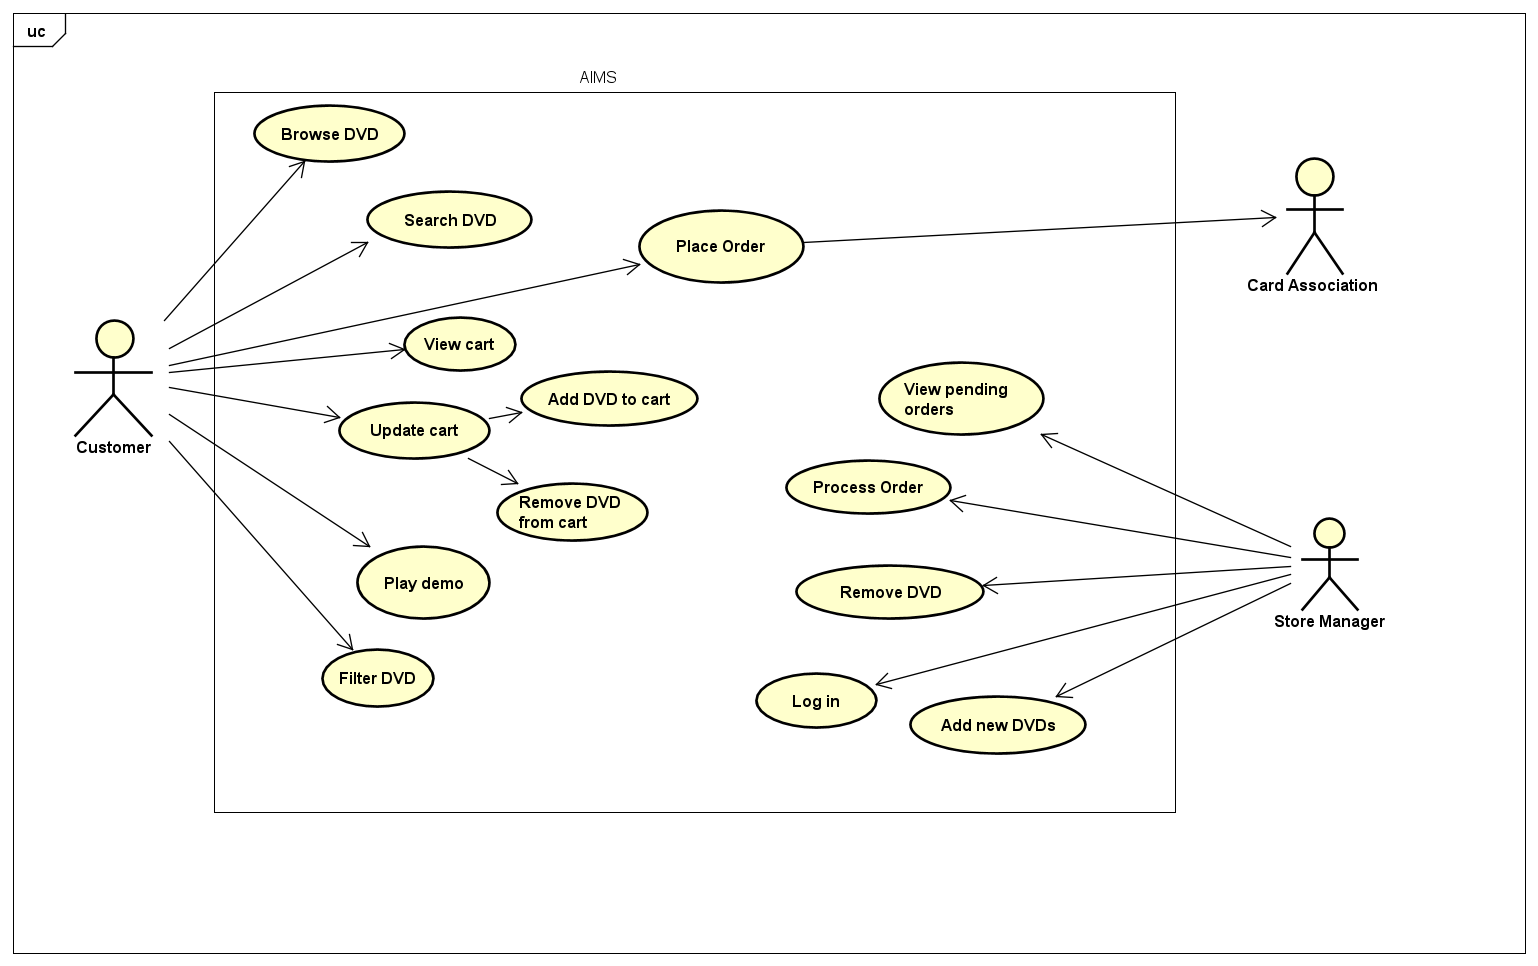 uc
AIMS
Browse DVD
Search DVD
Place Order
Card Association
View cart
View pending
orders
Add DVD to cart
Update cart
Customer
Process Order
Remove DVD
from cart
Play demo
Remove DVD
Store Manager
Filter DVD
Log in
Add new DVDs